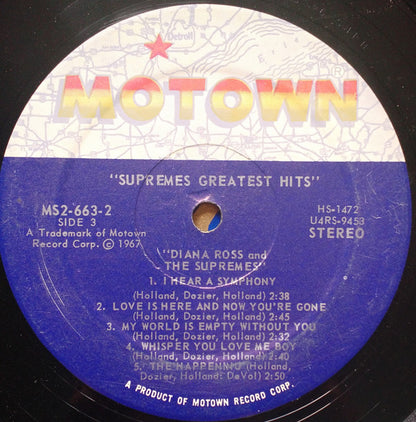 Detroit
MOTOWN®
"SUPREMES GREATEST HITS"
MS2-663-2
SIDE 3
A Trademark of Motown
Record Corp. © 1967
HS-1472
U4RS-9453
STEREO
"DIANA ROSS and
THE SUPREMES"
1. I HEAR A SYMPHONY
(Holland, Dozier, Holland) 2:38
2. LOVE IS HERE AND NOW YOU'RE GONE
(Holland, Dozier, Holland) 2:45
3. MY WORLD IS EMPTY WITHOUT YOU
(Holland, Dozier, Holland) 2:32
4. WHISPER YOU LOVE ME BOY
(Holland, Dozier, Holland) 2:40
5. THE HAPPENING (Holland,
Dozier, Holland, DeVol) 2:50
A PRODUCT OF MOTOWN RECORD CORP.